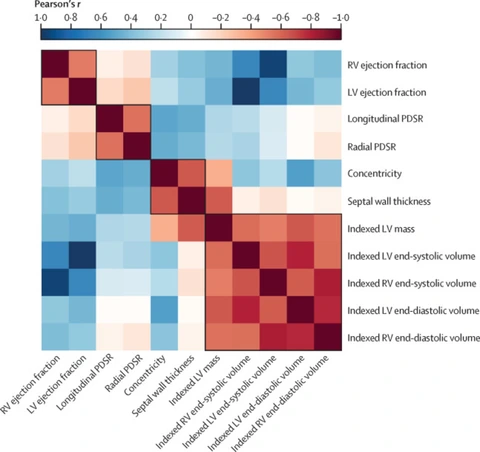 Pearson's r
1·0 0·8 0·6 0·4 0·2 0 −0·2 −0·4 −0·6 −0·8 −1·0
RV ejection fraction
LV ejection fraction
Longitudinal PDSR
Radial PDSR
Concentricity
Septal wall thickness
Indexed LV mass
Indexed LV end-systolic volume
Indexed RV end-systolic volume
Indexed LV end-diastolic volume
Indexed RV end-diastolic volume
RV ejection fraction
LV ejection fraction
Longitudinal PDSR
Radial PDSR
Concentricity
Septal wall thickness
Indexed LV mass
Indexed RV end-systolic volume
Indexed LV end-systolic volume
Indexed LV end-diastolic volume
Indexed RV end-diastolic volume